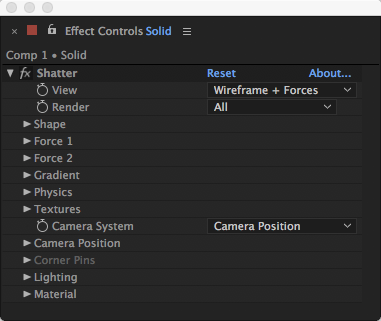 Effect Controls Solid
Comp 1 • Solid
fx Shatter Reset About...
View Wireframe + Forces
Render All
Shape
Force 1
Force 2
Gradient
Physics
Textures
Camera System Camera Position
Camera Position
Corner Pins
Lighting
Material